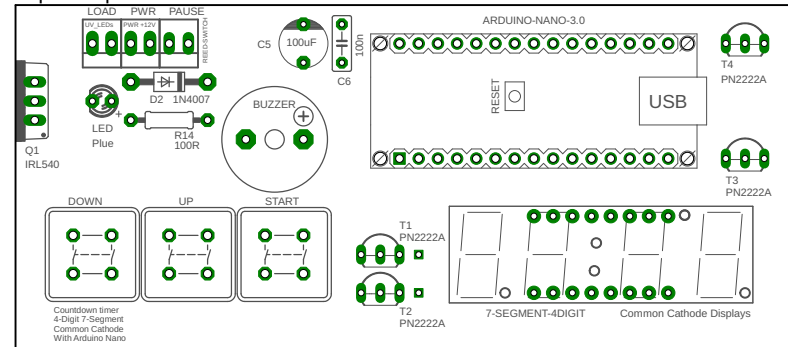 LOAD PWR PAUSE
UV_LEDs PWR +12V
REED-SWITCH
C5
100uF
100n
C6
ARDUINO-NANO-3.0
RESET
USB
T4
PN2222A
D2 1N4007
LED
Plue
+
R14
100R
BUZZER
Q1
IRL540
T3
PN2222A
DOWN
UP
START
T1
PN2222A
T2
PN2222A
7-SEGMENT-4DIGIT
Common Cathode Displays
Countdown timer
4-Digit 7-Segment
Common Cathode
With Arduino Nano